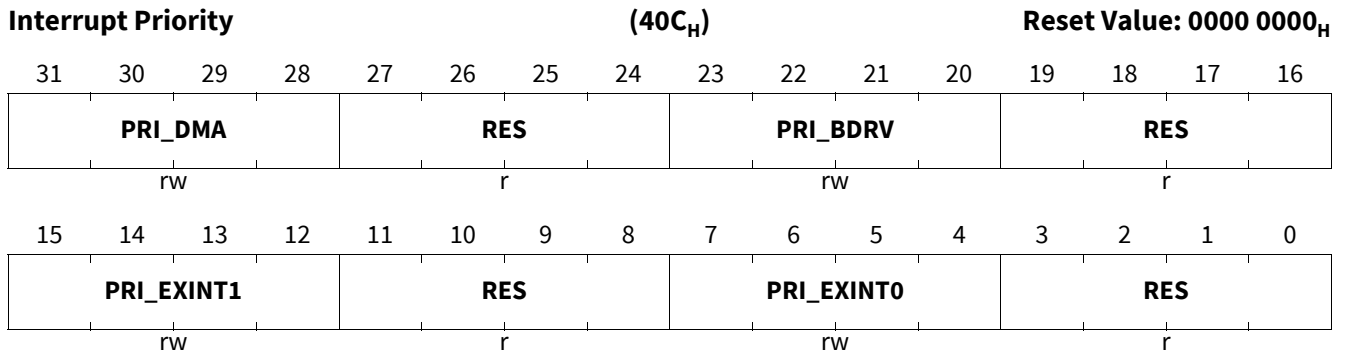 Interrupt Priority (40C_H) Reset Value: 0000 0000_H
31 30 29 28 27 26 25 24 23 22 21 20 19 18 17 16
PRI_DMA RES PRI_BDRV RES
rw r rw r
15 14 13 12 11 10 9 8 7 6 5 4 3 2 1 0
PRI_EXINT1 RES PRI_EXINT0 RES
rw r rw r